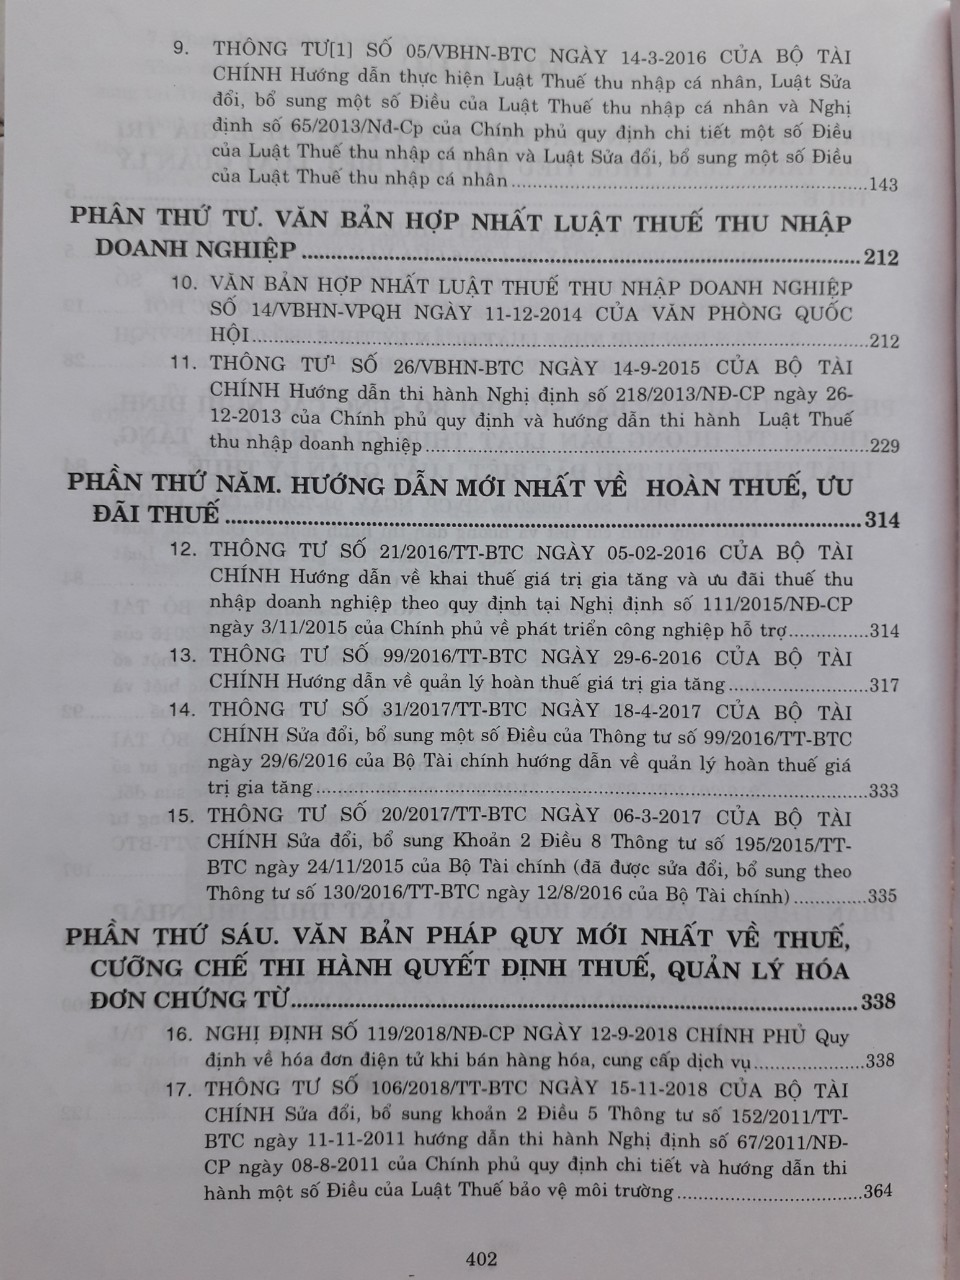 9. THÔNG TƯ[1] SỐ 05/VBHN-BTC NGÀY 14-3-2016 CỦA BỘ TÀI
CHÍNH Hướng dẫn thực hiện Luật Thuế thu nhập cá nhân, Luật Sửa
đổi, bổ sung một số Điều của Luật Thuế thu nhập cá nhân và Nghị
định số 65/2013/Nđ-Cp của Chính phủ quy định chi tiết một số Điều
của Luật Thuế thu nhập cá nhân và Luật Sửa đổi, bổ sung một số Điều
của Luật Thuế thu nhập cá nhân.................143
PHẦN THỨ TƯ. VĂN BẢN HỢP NHẤT LUẬT THUẾ THU NHẬP
DOANH NGHIỆP.................212
10. VĂN BẢN HỢP NHẤT LUẬT THUẾ THU NHẬP DOANH NGHIỆP
SỐ 14/VBHN-VPQH NGÀY 11-12-2014 CỦA VĂN PHÒNG QUỐC
HỘI.................212
11. THÔNG TƯ¹ SỐ 26/VBHN-BTC NGÀY 14-9-2015 CỦA BỘ TÀI
CHÍNH Hướng dẫn thi hành Nghị định số 218/2013/NĐ-CP ngày 26-
12-2013 của Chính phủ quy định và hướng dẫn thi hành Luật Thuế
thu nhập doanh nghiệp.................229
PHẦN THỨ NĂM. HƯỚNG DẪN MỚI NHẤT VỀ HOÀN THUẾ, ƯU
ĐÃI THUẾ.................314
12. THÔNG TƯ SỐ 21/2016/TT-BTC NGÀY 05-02-2016 CỦA BỘ TÀI
CHÍNH Hướng dẫn về khai thuế giá trị gia tăng và ưu đãi thuế thu
nhập doanh nghiệp theo quy định tại Nghị định số 111/2015/NĐ-CP
ngày 3/11/2015 của Chính phủ về phát triển công nghiệp hỗ trợ...............314
13. THÔNG TƯ SỐ 99/2016/TT-BTC NGÀY 29-6-2016 CỦA BỘ TÀI
CHÍNH Hướng dẫn về quản lý hoàn thuế giá trị gia tăng.................317
14. THÔNG TƯ SỐ 31/2017/TT-BTC NGÀY 18-4-2017 CỦA BỘ TÀI
CHÍNH Sửa đổi, bổ sung một số Điều của Thông tư số 99/2016/TT-BTC
ngày 29/6/2016 của Bộ Tài chính hướng dẫn về quản lý hoàn thuế giá
trị gia tăng.................333
15. THÔNG TƯ SỐ 20/2017/TT-BTC NGÀY 06-3-2017 CỦA BỘ TÀI
CHÍNH Sửa đổi, bổ sung Khoản 2 Điều 8 Thông tư số 195/2015/TT-
BTC ngày 24/11/2015 của Bộ Tài chính (đã được sửa đổi, bổ sung theo
Thông tư số 130/2016/TT-BTC ngày 12/8/2016 của Bộ Tài chính)..............335
PHẦN THỨ SÁU. VĂN BẢN PHÁP QUY MỚI NHẤT VỀ THUẾ,
CƯỠNG CHẾ THI HÀNH QUYẾT ĐỊNH THUẾ, QUẢN LÝ HÓA
ĐƠN CHỨNG TỪ.................338
16. NGHỊ ĐỊNH SỐ 119/2018/NĐ-CP NGÀY 12-9-2018 CHÍNH PHỦ Quy
định về hóa đơn điện tử khi bán hàng hóa, cung cấp dịch vụ.................338
17. THÔNG TƯ SỐ 106/2018/TT-BTC NGÀY 15-11-2018 CỦA BỘ TÀI
CHÍNH Sửa đổi, bổ sung khoản 2 Điều 5 Thông tư số 152/2011/TT-
BTC ngày 11-11-2011 hướng dẫn thi hành Nghị định số 67/2011/NĐ-
CP ngày 08-8-2011 của Chính phủ quy định chi tiết và hướng dẫn thi
hành một số Điều của Luật Thuế bảo vệ môi trường.................364
402